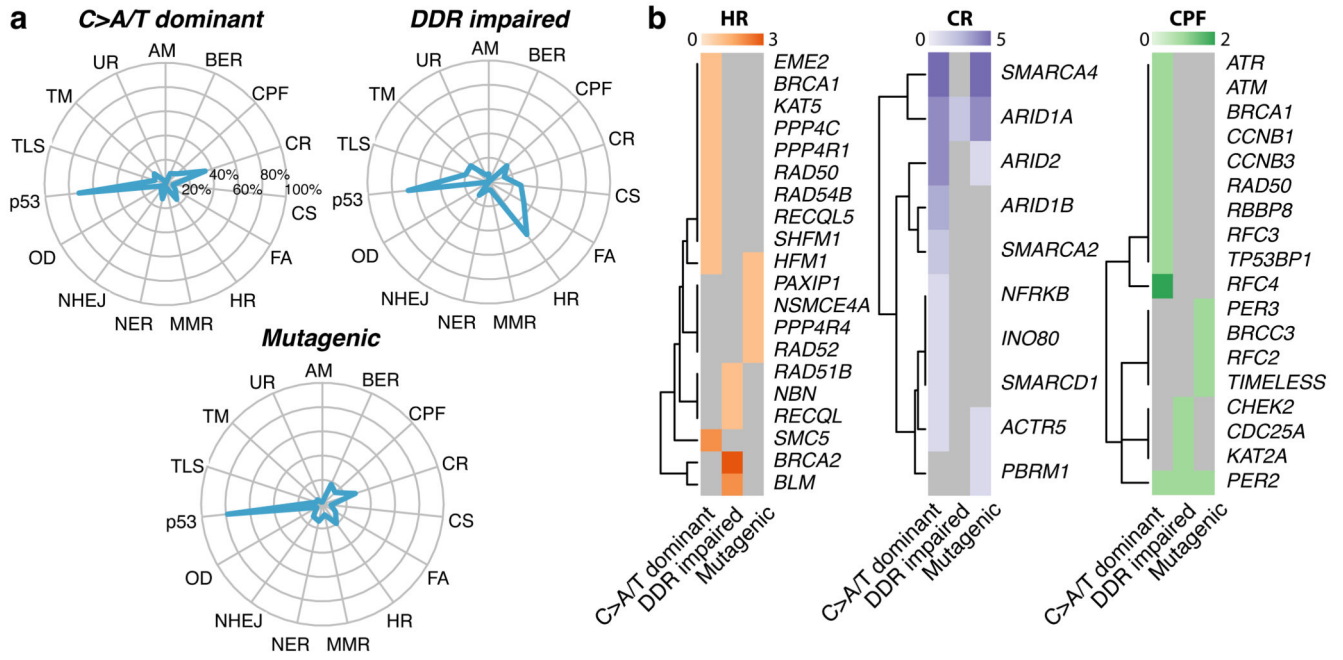 a
C>A/T dominant
AM
BER
CPF
CR
CS
FA
HR
MMR
NER
NHEJ
OD
p53
TLS
TM
UR
20%
40%
60%
80%
100%
DDR impaired
AM
BER
CPF
CR
CS
FA
HR
MMR
NER
NHEJ
OD
p53
TLS
TM
UR
Mutagenic
AM
BER
CPF
CR
CS
FA
HR
MMR
NER
NHEJ
OD
p53
TLS
TM
UR
b
HR
0 3
EME2
BRCA1
KAT5
PPP4C
PPP4R1
RAD50
RAD54B
RECQL5
SHFM1
HFM1
PAXIP1
NSMCE4A
PPP4R4
RAD52
RAD51B
NBN
RECQL
SMC5
BRCA2
BLM
C>A/T dominant
DDR impaired
Mutagenic
CR
0 5
SMARCA4
ARID1A
ARID2
ARID1B
SMARCA2
NFRKB
INO80
SMARCD1
ACTR5
PBRM1
C>A/T dominant
DDR impaired
Mutagenic
CPF
0 2
ATR
ATM
BRCA1
CCNB1
CCNB3
RAD50
RBBP8
RFC3
TP53BP1
RFC4
PER3
BRCC3
RFC2
TIMELESS
CHEK2
CDC25A
KAT2A
PER2
C>A/T dominant
DDR impaired
Mutagenic